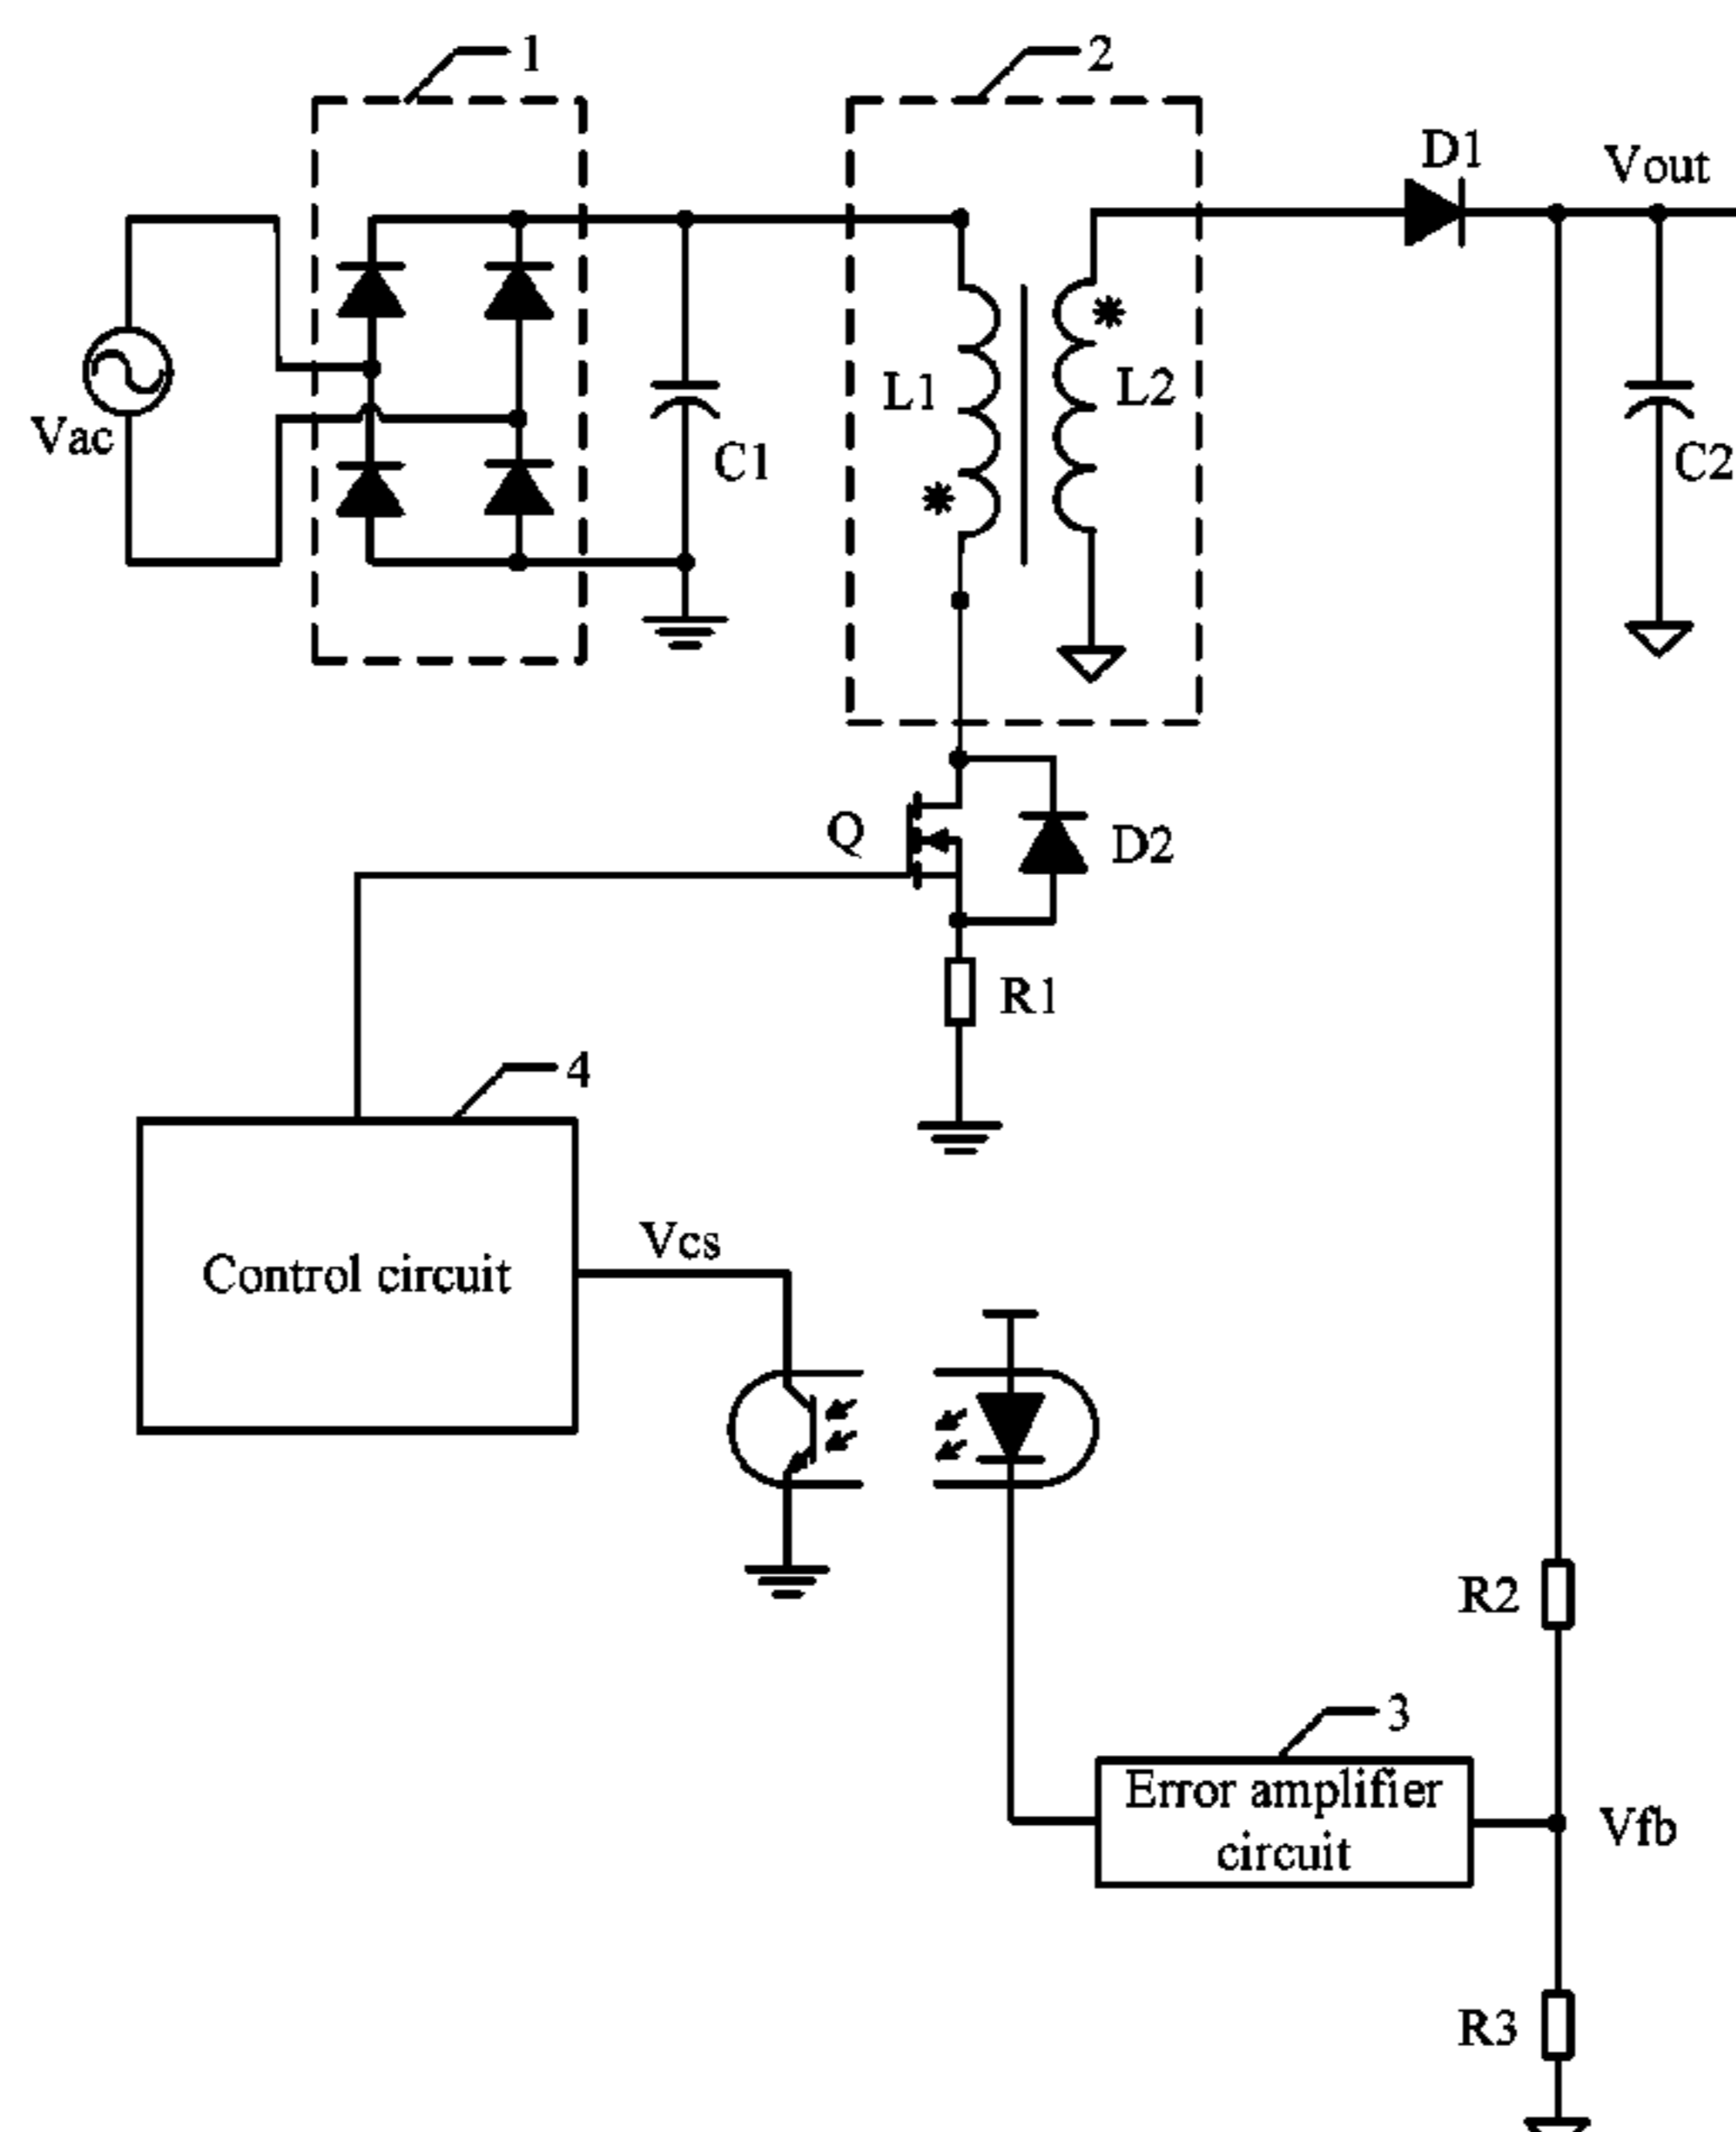 1
2
D1
Vout
Vac
C1
L1
L2
C2
Q
D2
R1
4
Control circuit
Vcs
R2
3
Error amplifier
circuit
Vfb
R3